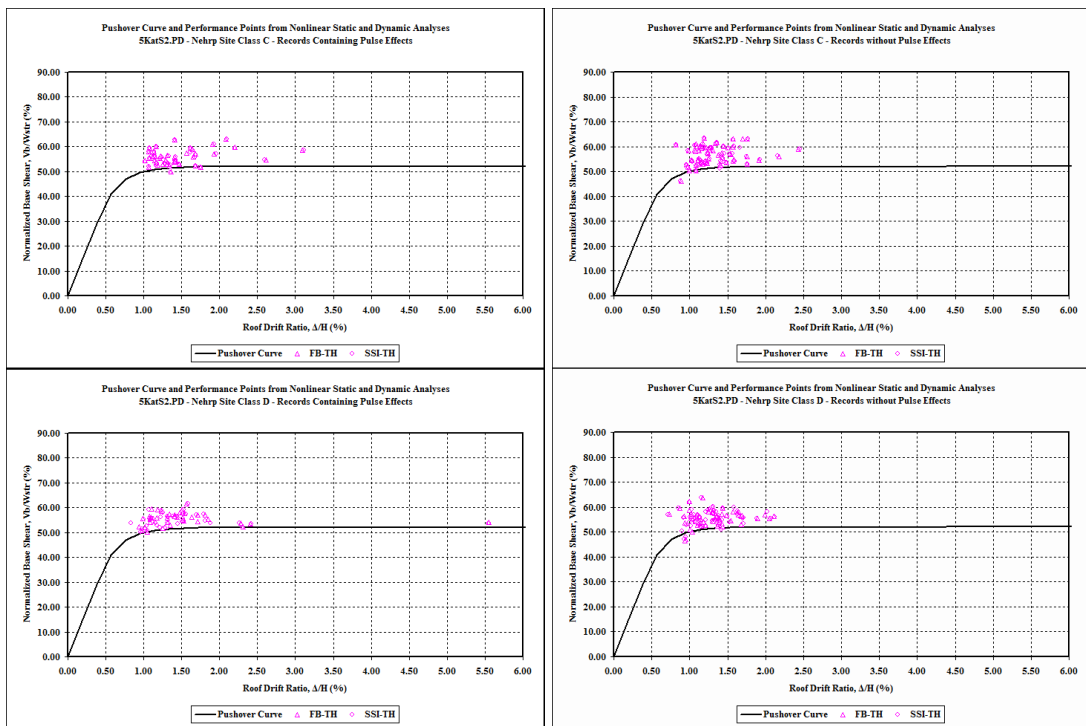 Pushover Curve and Performance Points from Nonlinear Static and Dynamic Analyses
5KatS2.PD - Nehrp Site Class C - Records Containing Pulse Effects
Normalized Base Shear, Vb/Wstr (%)
90.00
80.00
70.00
60.00
50.00
40.00
30.00
20.00
10.00
0.00
0.00 0.50 1.00 1.50 2.00 2.50 3.00 3.50 4.00 4.50 5.00 5.50 6.00
Roof Drift Ratio, Δ/H (%)
Pushover Curve FB-TH SSI-TH
Pushover Curve and Performance Points from Nonlinear Static and Dynamic Analyses
5KatS2.PD - Nehrp Site Class C - Records without Pulse Effects
Normalized Base Shear, Vb/Wstr (%)
90.00
80.00
70.00
60.00
50.00
40.00
30.00
20.00
10.00
0.00
0.00 0.50 1.00 1.50 2.00 2.50 3.00 3.50 4.00 4.50 5.00 5.50 6.00
Roof Drift Ratio, Δ/H (%)
Pushover Curve FB-TH SSI-TH
Pushover Curve and Performance Points from Nonlinear Static and Dynamic Analyses
5KatS2.PD - Nehrp Site Class D - Records Containing Pulse Effects
Normalized Base Shear, Vb/Wstr (%)
90.00
80.00
70.00
60.00
50.00
40.00
30.00
20.00
10.00
0.00
0.00 0.50 1.00 1.50 2.00 2.50 3.00 3.50 4.00 4.50 5.00 5.50 6.00
Roof Drift Ratio, Δ/H (%)
Pushover Curve FB-TH SSI-TH
Pushover Curve and Performance Points from Nonlinear Static and Dynamic Analyses
5KatS2.PD - Nehrp Site Class D - Records without Pulse Effects
Normalized Base Shear, Vb/Wstr (%)
90.00
80.00
70.00
60.00
50.00
40.00
30.00
20.00
10.00
0.00
0.00 0.50 1.00 1.50 2.00 2.50 3.00 3.50 4.00 4.50 5.00 5.50 6.00
Roof Drift Ratio, Δ/H (%)
Pushover Curve FB-TH SSI-TH